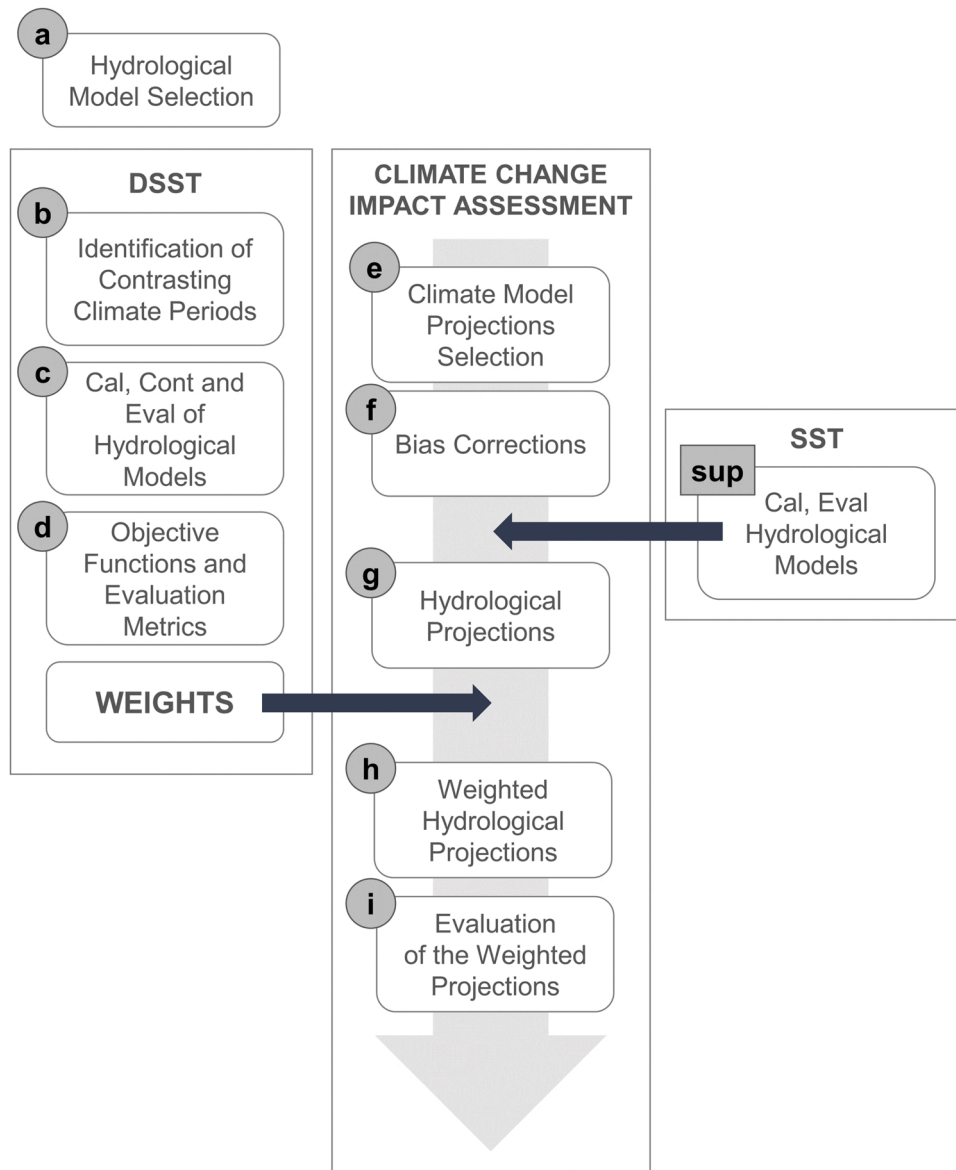 a
Hydrological
Model Selection
DSST
b
Identification of
Contrasting
Climate Periods
c
Cal, Cont and
Eval of
Hydrological
Models
d
Objective
Functions and
Evaluation
Metrics
WEIGHTS
CLIMATE CHANGE
IMPACT ASSESSMENT
e
Climate Model
Projections
Selection
f
Bias Corrections
g
Hydrological
Projections
h
Weighted
Hydrological
Projections
i
Evaluation
of the Weighted
Projections
SST
sup
Cal, Eval
Hydrological
Models